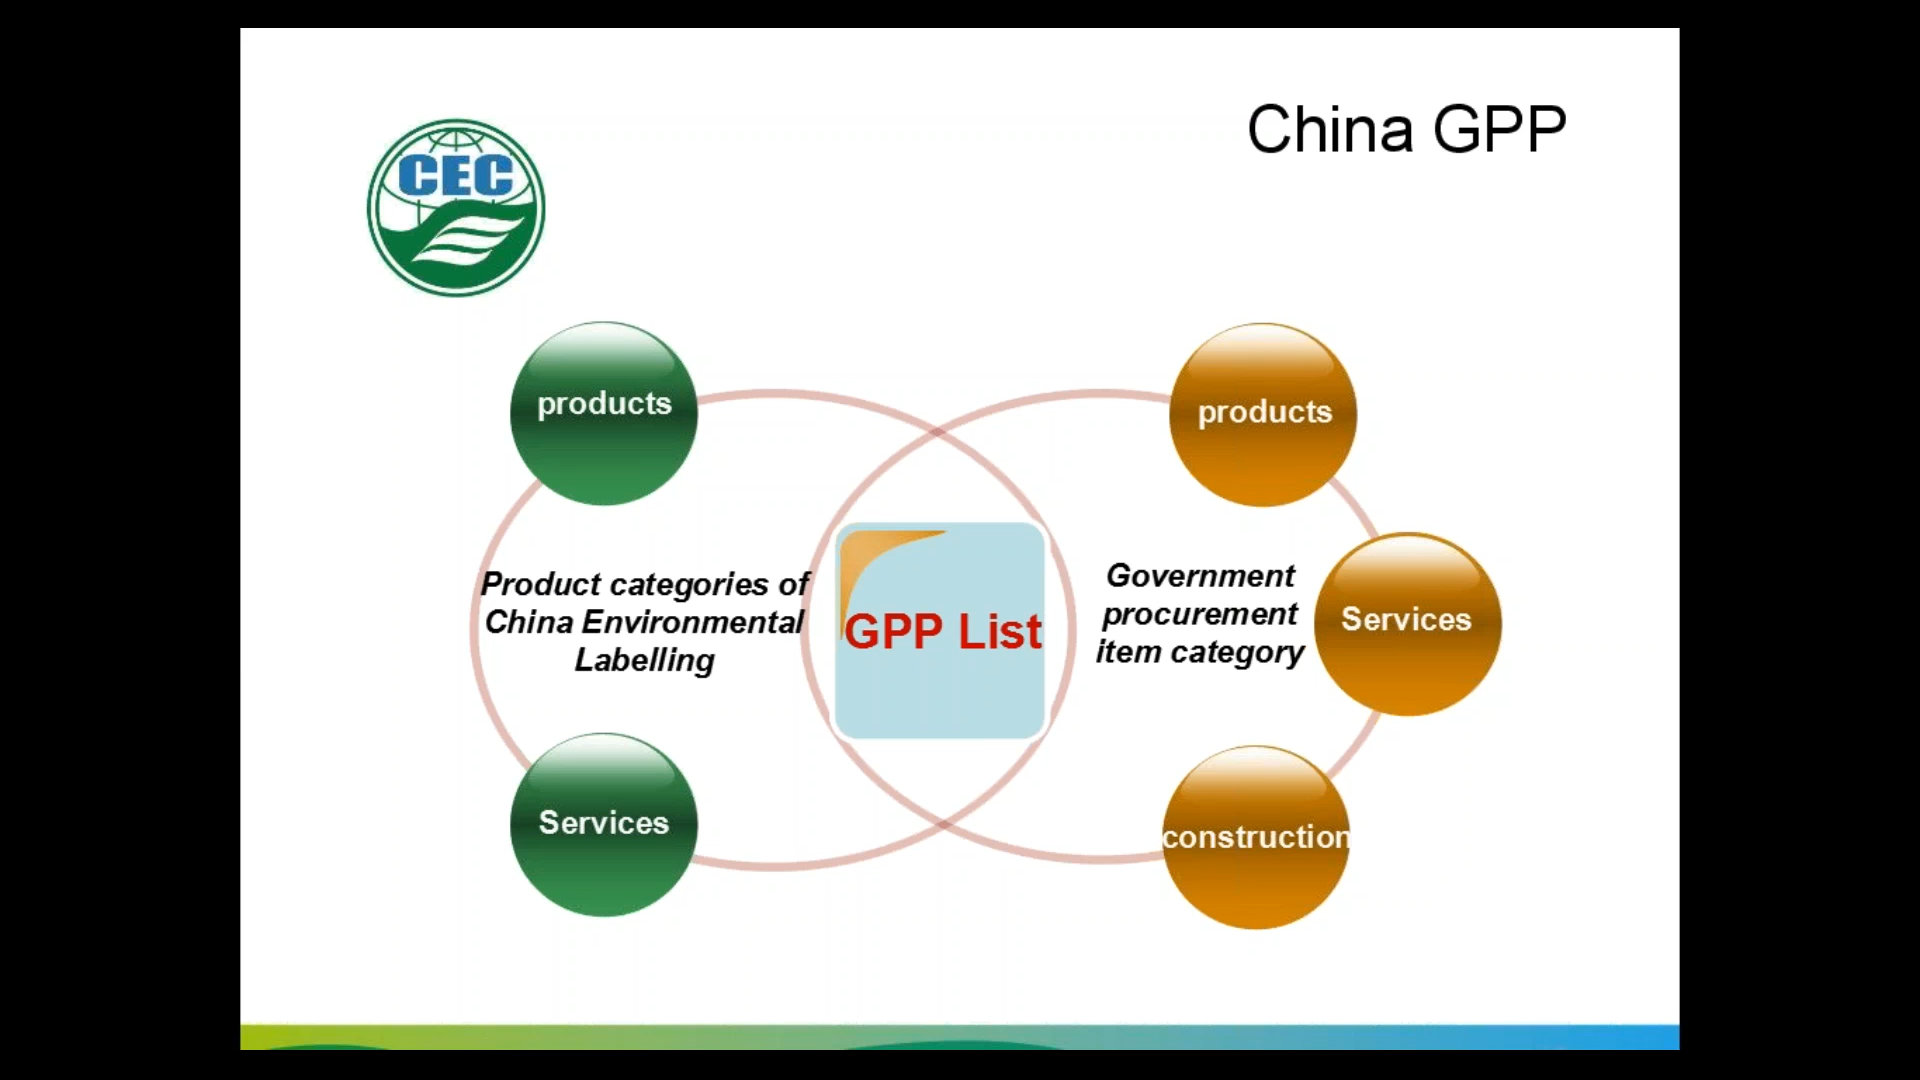 China GPP
CEC
products
products
Product categories of
China Environmental
Labelling
GPP List
Government
procurement
item category
Services
Services
construction